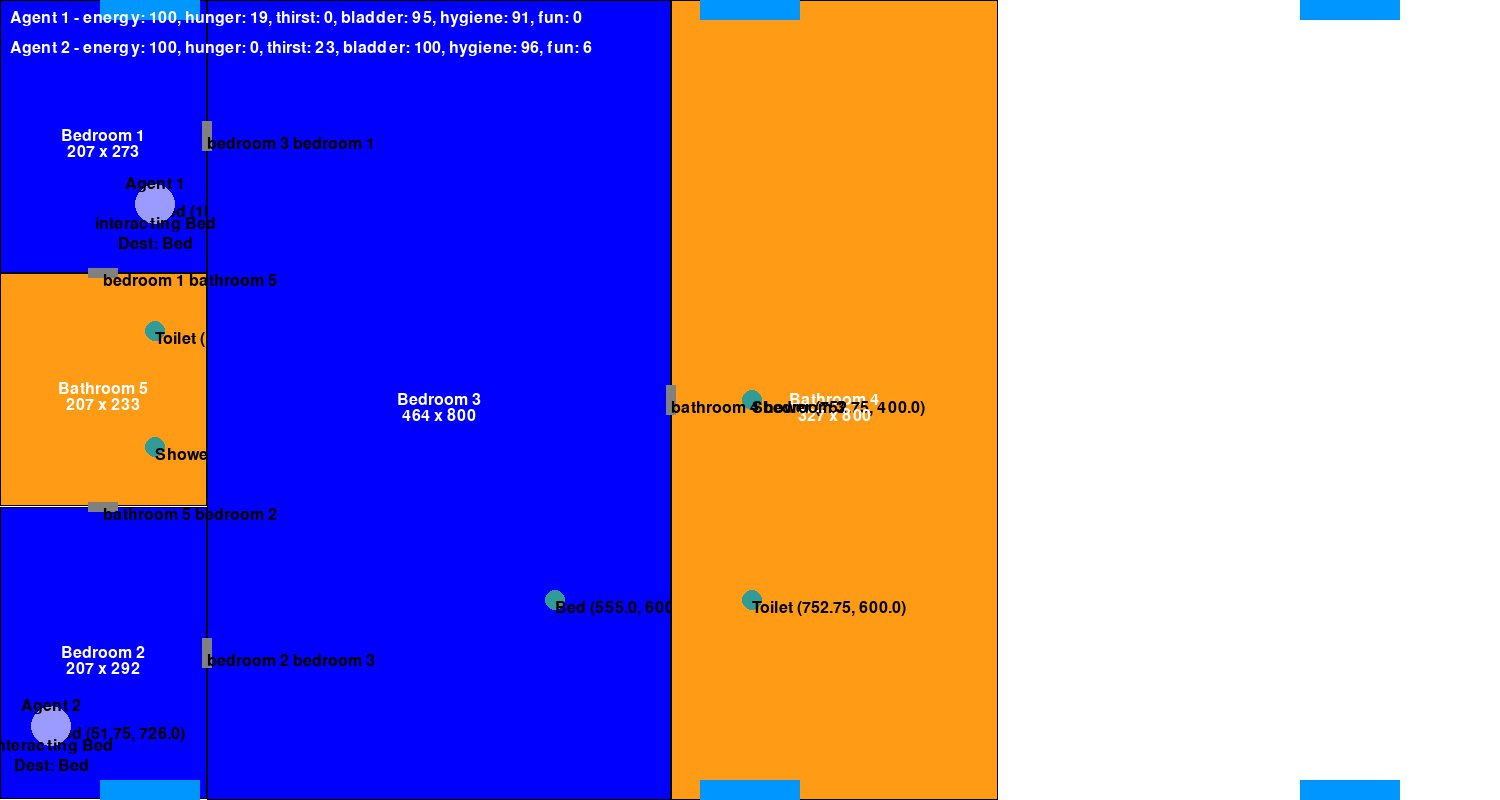 Agent 1 - energy: 100, hunger: 19, thirst: 0, bladder: 95, hygiene: 91, fun: 0
Agent 2 - energy: 100, hunger: 0, thirst: 23, bladder: 100, hygiene: 96, fun: 6
Bedroom 1
207 x 273
bedroom 3 bedroom 1
Agent 1
interacting Bed
Dest: Bed
bedroom 1 bathroom 5
Toilet (
Bathroom 5
207 x 233
Bedroom 3
464 x 800
Bathroom 4
327 x 800
bathroom 4 bedroom 3
Shower (752.75, 400.0)
Showe
bathroom 5 bedroom 2
Bed (555.0, 600
Toilet (752.75, 600.0)
Bedroom 2
207 x 292
bedroom 2 bedroom 3
Agent 2
ed (51.75, 726.0)
nteracting Bed
Dest: Bed